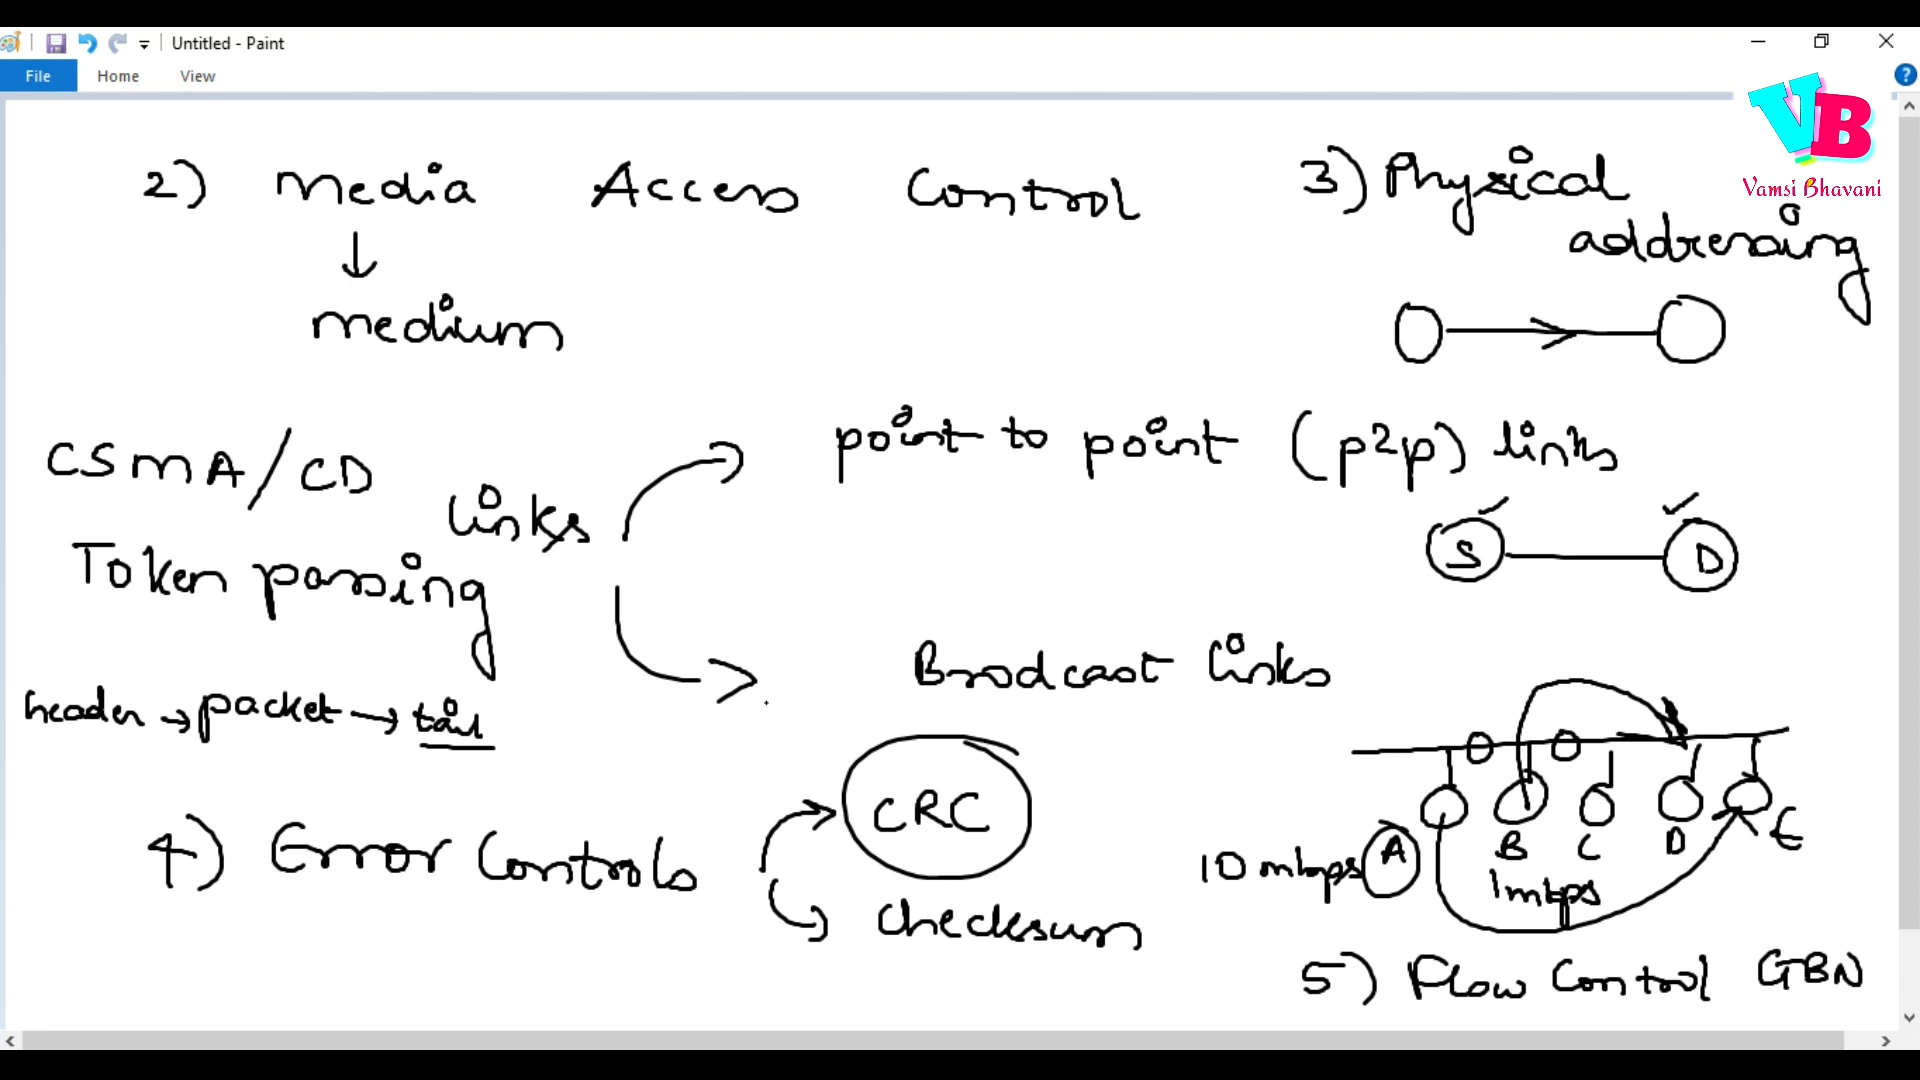 Untitled - Paint
File Home View
VB
Vamsi Bhavani
2) Media Access Control
↓
medium
3) Physical
addressing
CSMA/CD
Token passing
links
point to point (p2p) links
S D
Brodcast links
header → packet → tail
A B C D E
10 mbps
1mbps
4) Error Controls
CRC
checksum
5) Flow Control GBN